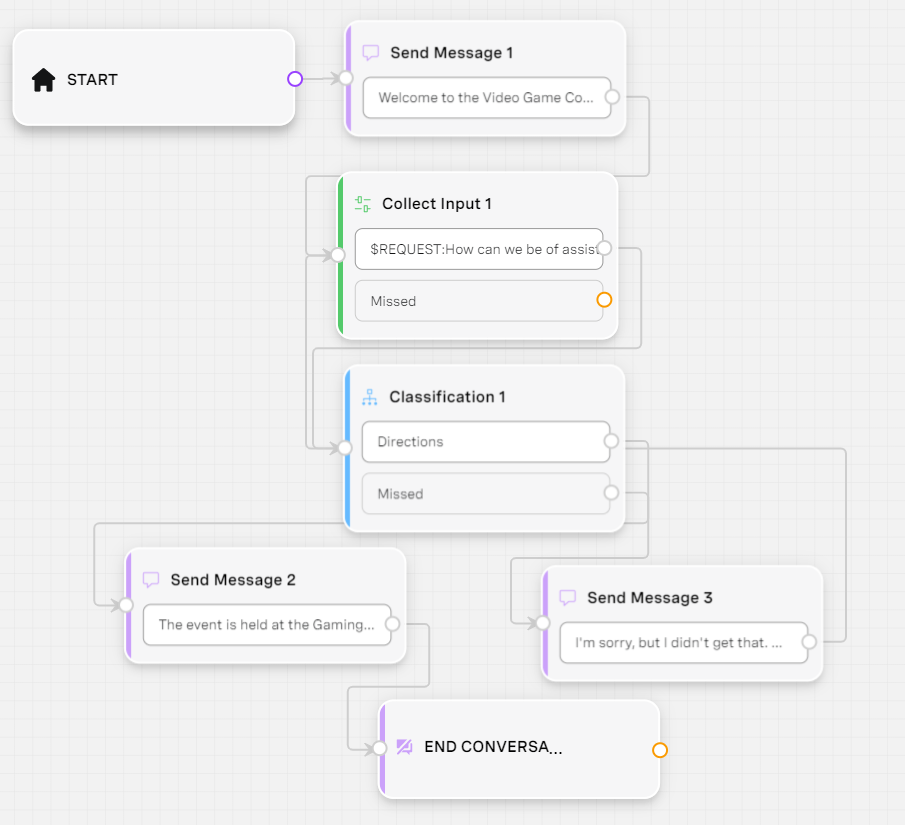 START
Send Message 1
Welcome to the Video Game Co...
Collect Input 1
$REQUEST:How can we be of assis
Missed
Classification 1
Directions
Missed
Send Message 2
The event is held at the Gaming...
Send Message 3
I'm sorry, but I didn't get that. ...
END CONVERSA...